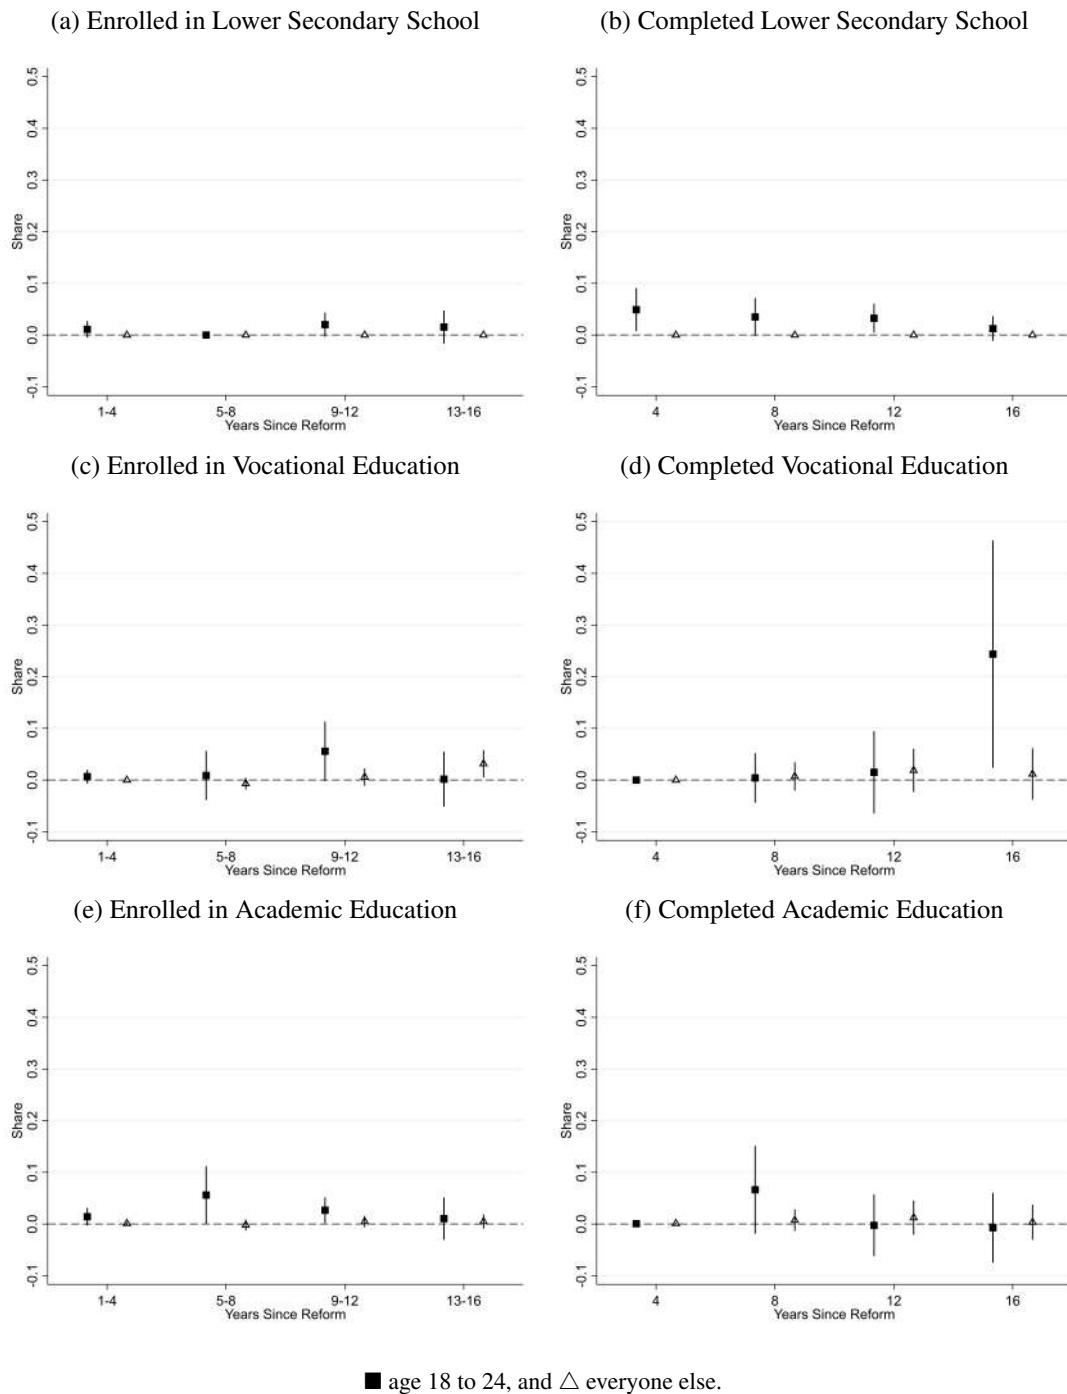 (a) Enrolled in Lower Secondary School
(b) Completed Lower Secondary School
Share
0.5
0.4
0.3
0.2
0.1
0.0
-0.1
1-4 5-8 9-12 13-16
Years Since Reform
Share
0.5
0.4
0.3
0.2
0.1
0.0
-0.1
4 8 12 16
Years Since Reform
(c) Enrolled in Vocational Education
(d) Completed Vocational Education
Share
0.5
0.4
0.3
0.2
0.1
0.0
-0.1
1-4 5-8 9-12 13-16
Years Since Reform
Share
0.5
0.4
0.3
0.2
0.1
0.0
-0.1
4 8 12 16
Years Since Reform
(e) Enrolled in Academic Education
(f) Completed Academic Education
Share
0.5
0.4
0.3
0.2
0.1
0.0
-0.1
1-4 5-8 9-12 13-16
Years Since Reform
Share
0.5
0.4
0.3
0.2
0.1
0.0
-0.1
4 8 12 16
Years Since Reform
■ age 18 to 24, and △ everyone else.